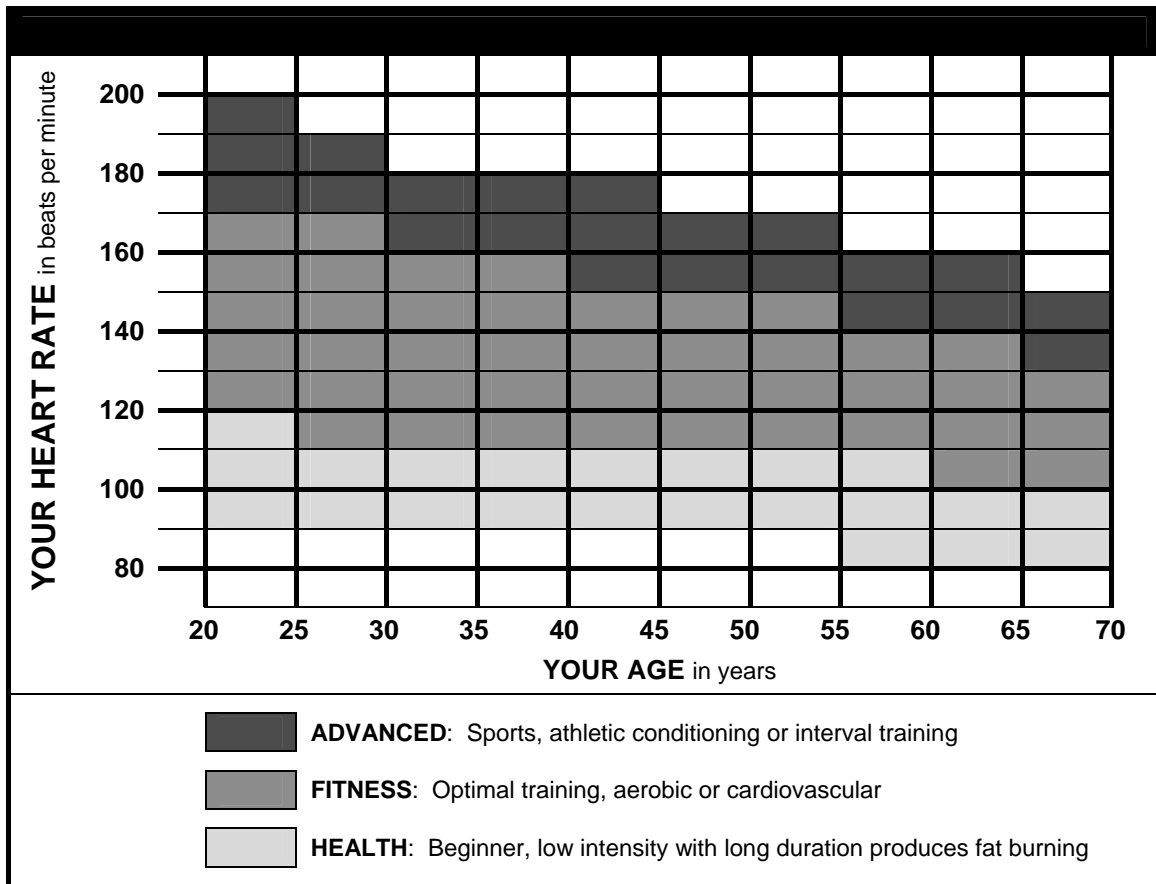 YOUR HEART RATE in beats per minute
200
180
160
140
120
100
80
20 25 30 35 40 45 50 55 60 65 70
YOUR AGE in years
ADVANCED: Sports, athletic conditioning or interval training
FITNESS: Optimal training, aerobic or cardiovascular
HEALTH: Beginner, low intensity with long duration produces fat burning